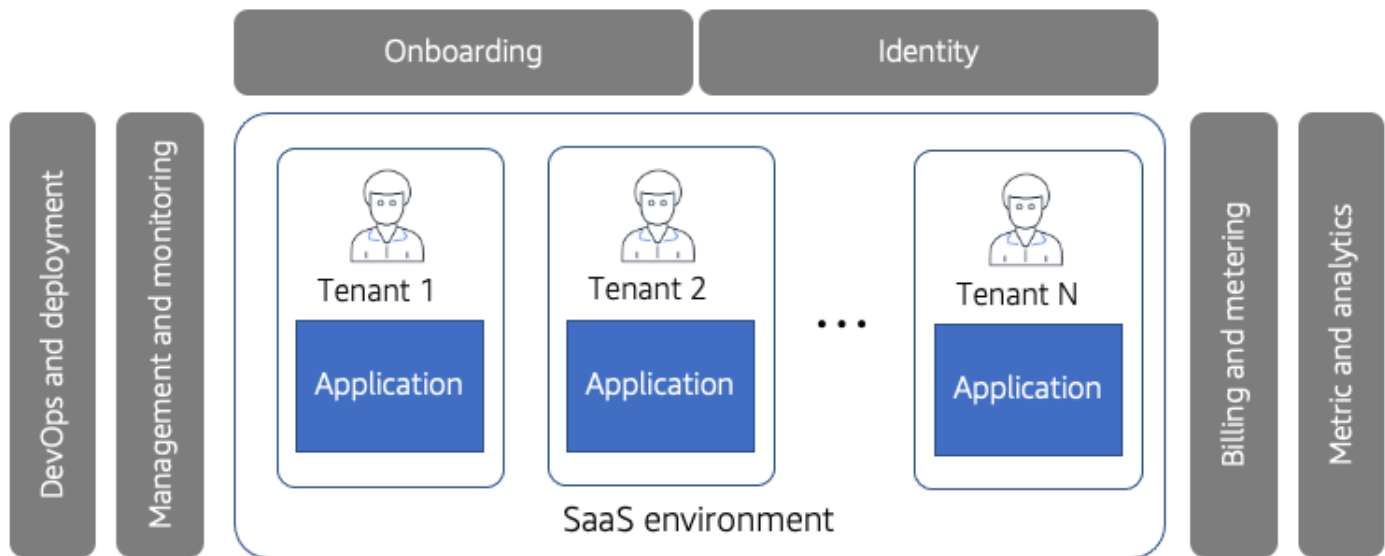 Onboarding
Identity
DevOps and deployment
Management and monitoring
Tenant 1
Application
Tenant 2
Application
...
Tenant N
Application
SaaS environment
Billing and metering
Metric and analytics